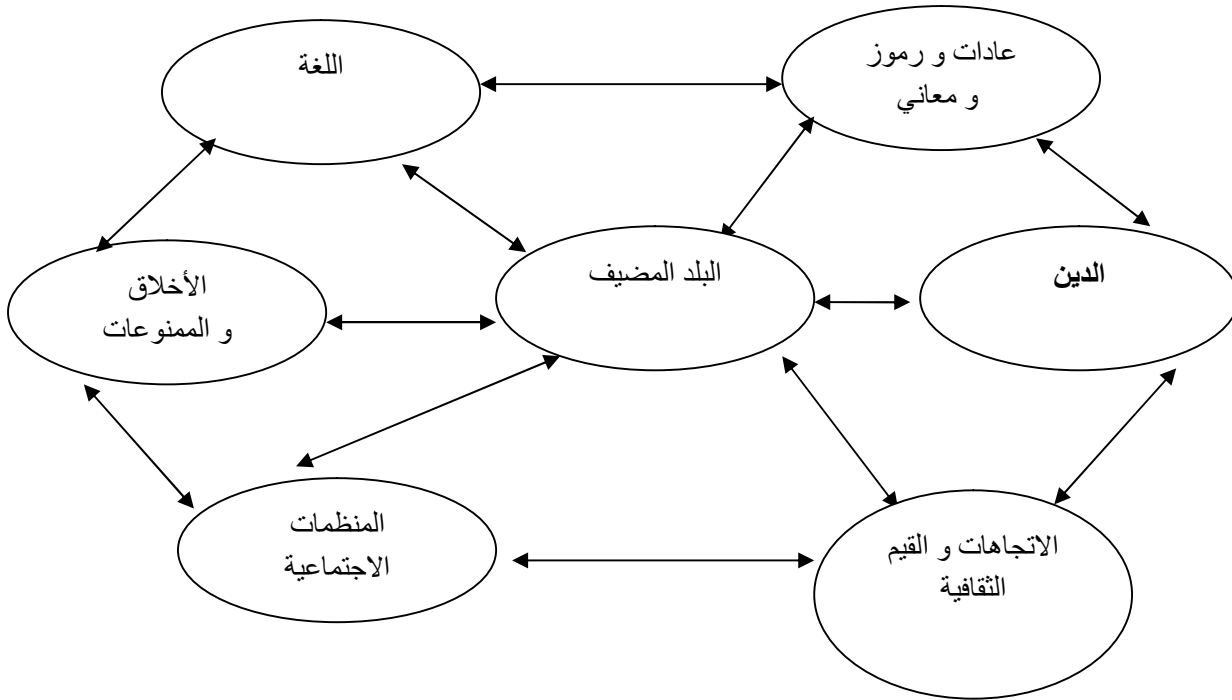 عادات و رموز
و معاني
اللغة
الدين
البلد المضيف
الأخلاق
و الممنوعات
الاتجاهات و القيم
الثقافية
المنظمات
الاجتماعية